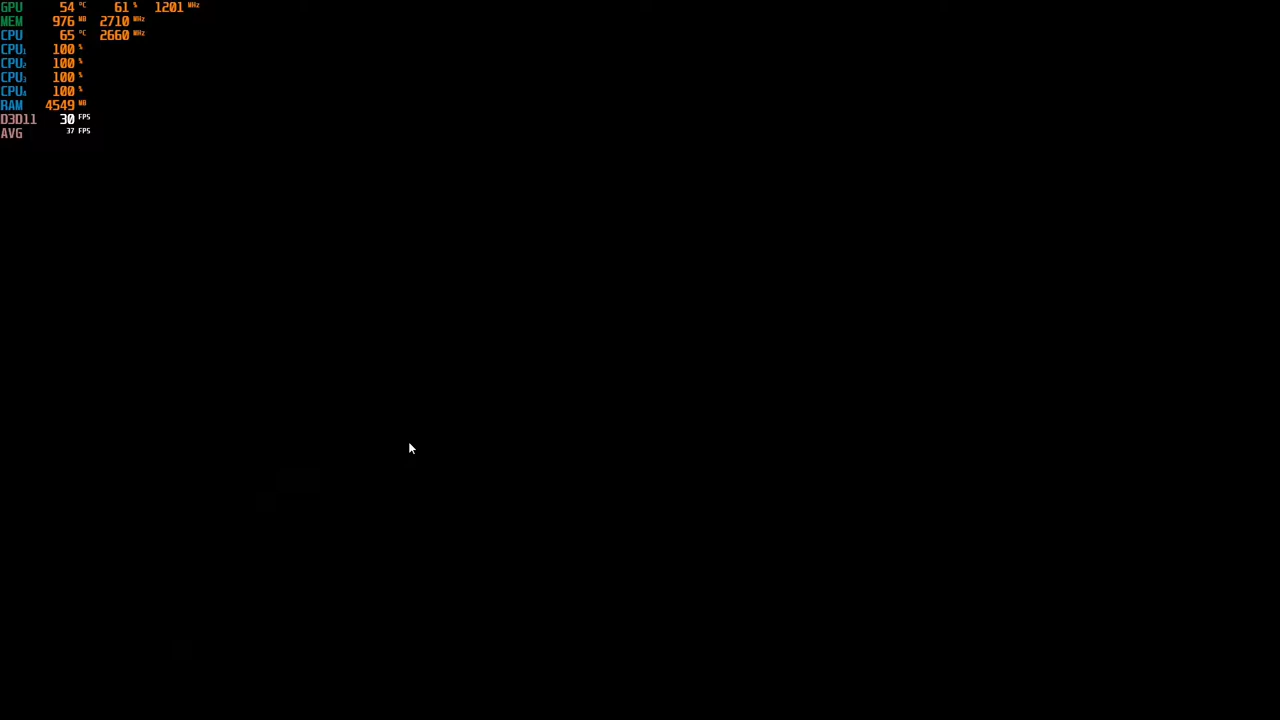 GPU 54 °C 61 % 1201 MHz
MEM 976 MB 2710 MHz
CPU 65 °C 2660 MHz
CPU1 100 %
CPU2 100 %
CPU3 100 %
CPU4 100 %
RAM 4549 MB
D3D11 30 FPS
AVG 37 FPS